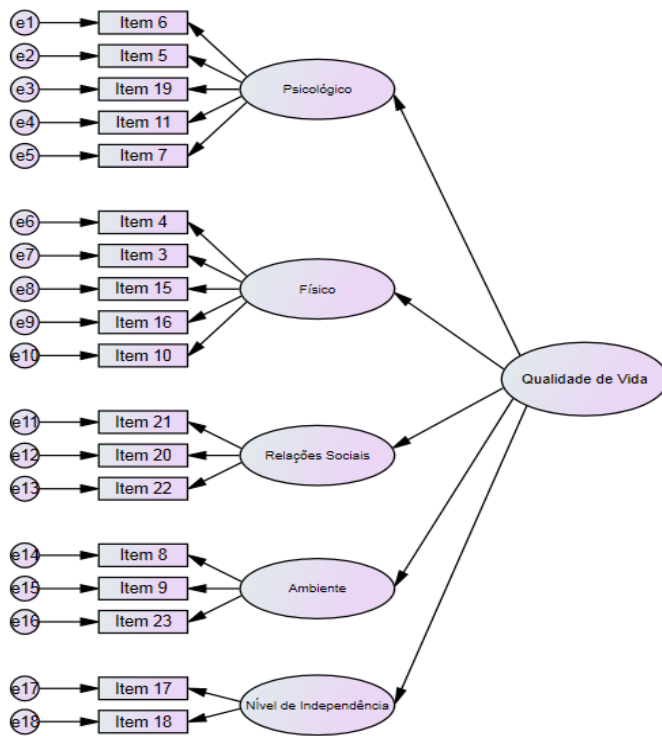 e1 Item 6
e2 Item 5
e3 Item 19 Psicológico
e4 Item 11
e5 Item 7
e6 Item 4
e7 Item 3
e8 Item 15 Físico
e9 Item 16
e10 Item 10
Qualidade de Vida
e11 Item 21
e12 Item 20 Relações Sociais
e13 Item 22
e14 Item 8
e15 Item 9 Ambiente
e16 Item 23
e17 Item 17
Nível de Independência
e18 Item 18